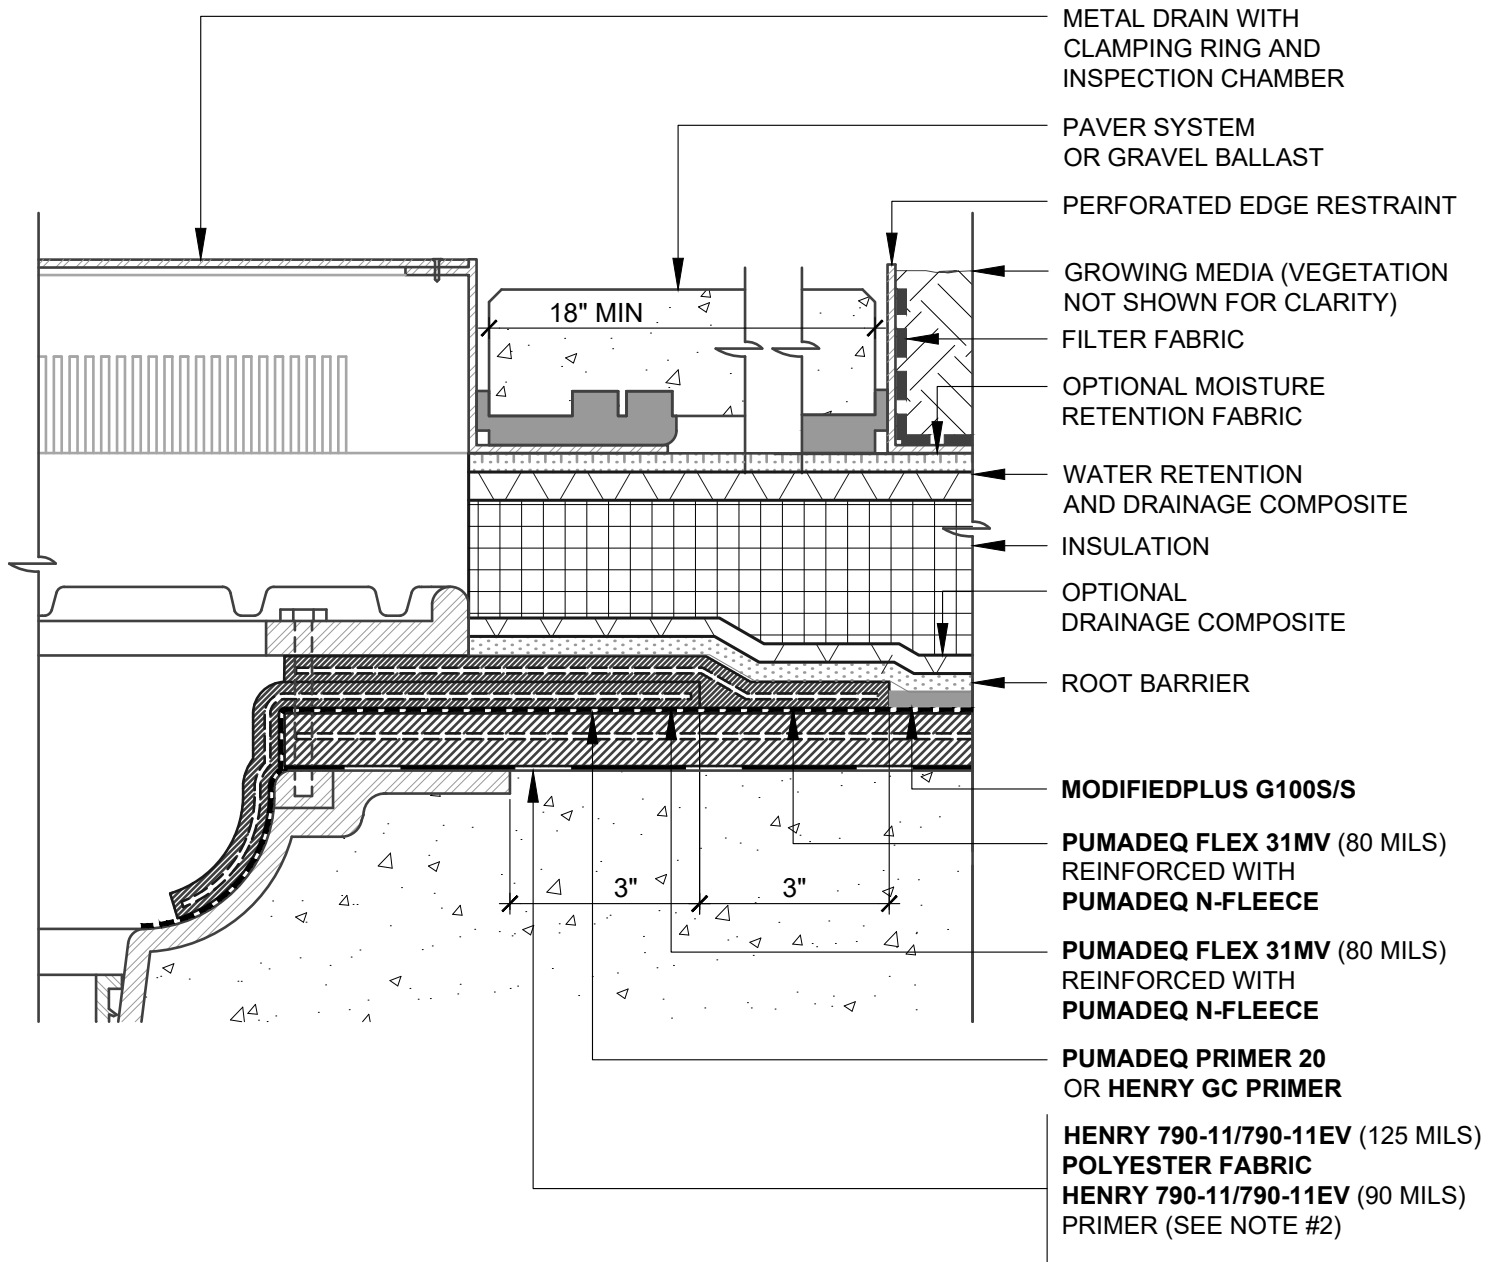 METAL DRAIN WITH
CLAMPING RING AND
INSPECTION CHAMBER
PAVER SYSTEM
OR GRAVEL BALLAST
PERFORATED EDGE RESTRAINT
GROWING MEDIA (VEGETATION
NOT SHOWN FOR CLARITY)
18" MIN
FILTER FABRIC
OPTIONAL MOISTURE
RETENTION FABRIC
WATER RETENTION
AND DRAINAGE COMPOSITE
INSULATION
OPTIONAL
DRAINAGE COMPOSITE
ROOT BARRIER
MODIFIEDPLUS G100S/S
PUMADEQ FLEX 31MV (80 MILS)
REINFORCED WITH
PUMADEQ N-FLEECE
3"
3"
PUMADEQ FLEX 31MV (80 MILS)
REINFORCED WITH
PUMADEQ N-FLEECE
PUMADEQ PRIMER 20
OR HENRY GC PRIMER
HENRY 790-11/790-11EV (125 MILS)
POLYESTER FABRIC
HENRY 790-11/790-11EV (90 MILS)
PRIMER (SEE NOTE #2)